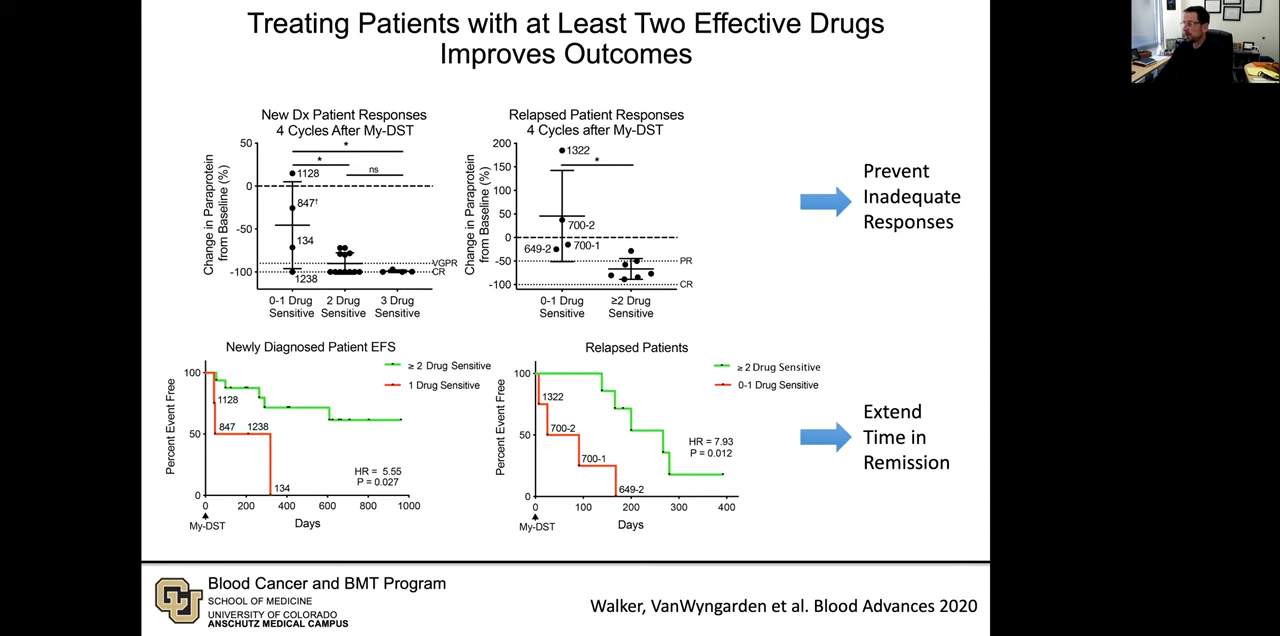 Treating Patients with at Least Two Effective Drugs
Improves Outcomes
New Dx Patient Responses
4 Cycles After My-DST
Change in Paraprotein
from Baseline (%)
50
0
-50
-100
*
*
ns
1128
847†
134
1238
VGPR
CR
0-1 Drug
Sensitive
2 Drug
Sensitive
3 Drug
Sensitive
Relapsed Patient Responses
4 Cycles after My-DST
Change in Paraprotein
from Baseline (%)
200
150
100
50
0
-50
-100
1322
*
700-2
649-2
700-1
PR
CR
0-1 Drug
Sensitive
≥2 Drug
Sensitive
Prevent
Inadequate
Responses
Newly Diagnosed Patient EFS
≥ 2 Drug Sensitive
1 Drug Sensitive
Percent Event Free
100
50
0
1128
847
1238
134
HR = 5.55
P = 0.027
0
200
400
600
800
1000
Days
My-DST
Relapsed Patients
≥ 2 Drug Sensitive
0-1 Drug Sensitive
Percent Event Free
100
50
0
1322
700-2
700-1
649-2
HR = 7.93
P = 0.012
0
100
200
300
400
Days
My-DST
Extend
Time in
Remission
CU
Blood Cancer and BMT Program
SCHOOL OF MEDICINE
UNIVERSITY OF COLORADO
ANSCHUTZ MEDICAL CAMPUS
Walker, VanWyngarden et al. Blood Advances 2020